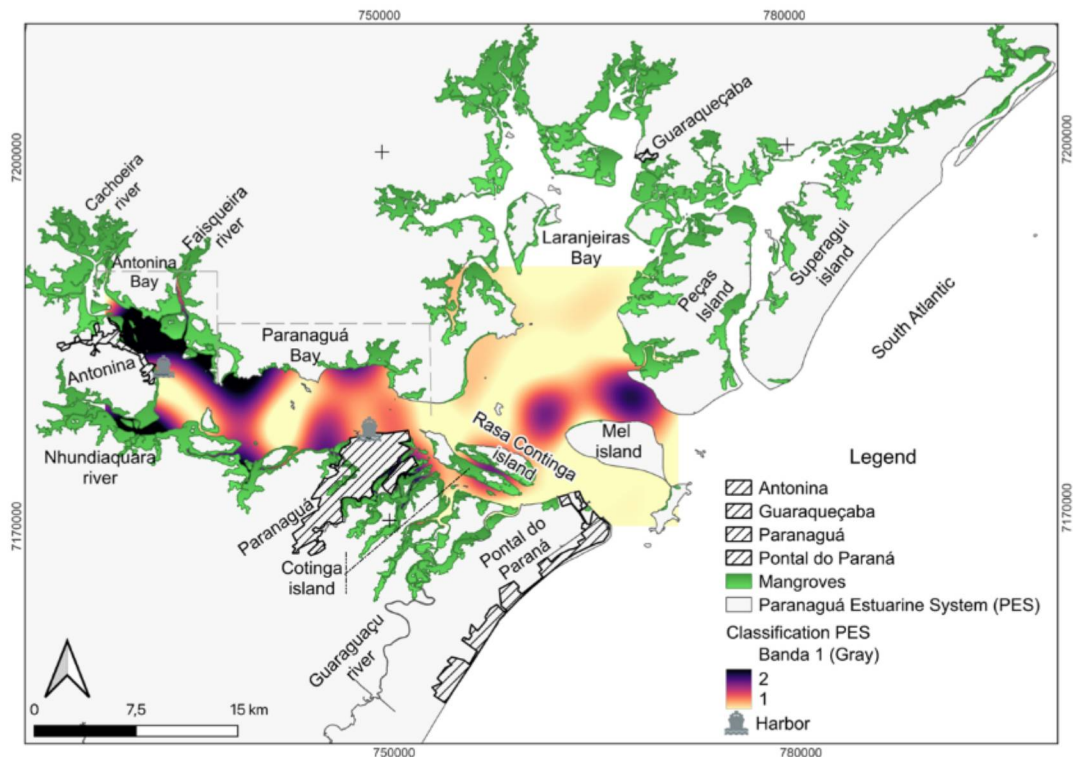 750000
780000
7200000
7200000
Guaraqueçaba
Cachoeira
river
Faisqueira
river
Antonina
Bay
Laranjeiras
Bay
Superagui
island
Peças
Island
South Atlantic
Paranaguá
Bay
Antonina
Rasa Continga
island
Mel
island
Nhundiaquara
river
Legend
Antonina
Guaraqueçaba
Paranaguá
Pontal do Paraná
Mangroves
Paranaguá Estuarine System (PES)
Classification PES
Banda 1 (Gray)
2
1
Harbor
7170000
7170000
Paranaguá
Pontal do
Paraná
Cotinga
island
Guaraguaçu
river
0
7,5
15 km
750000
780000